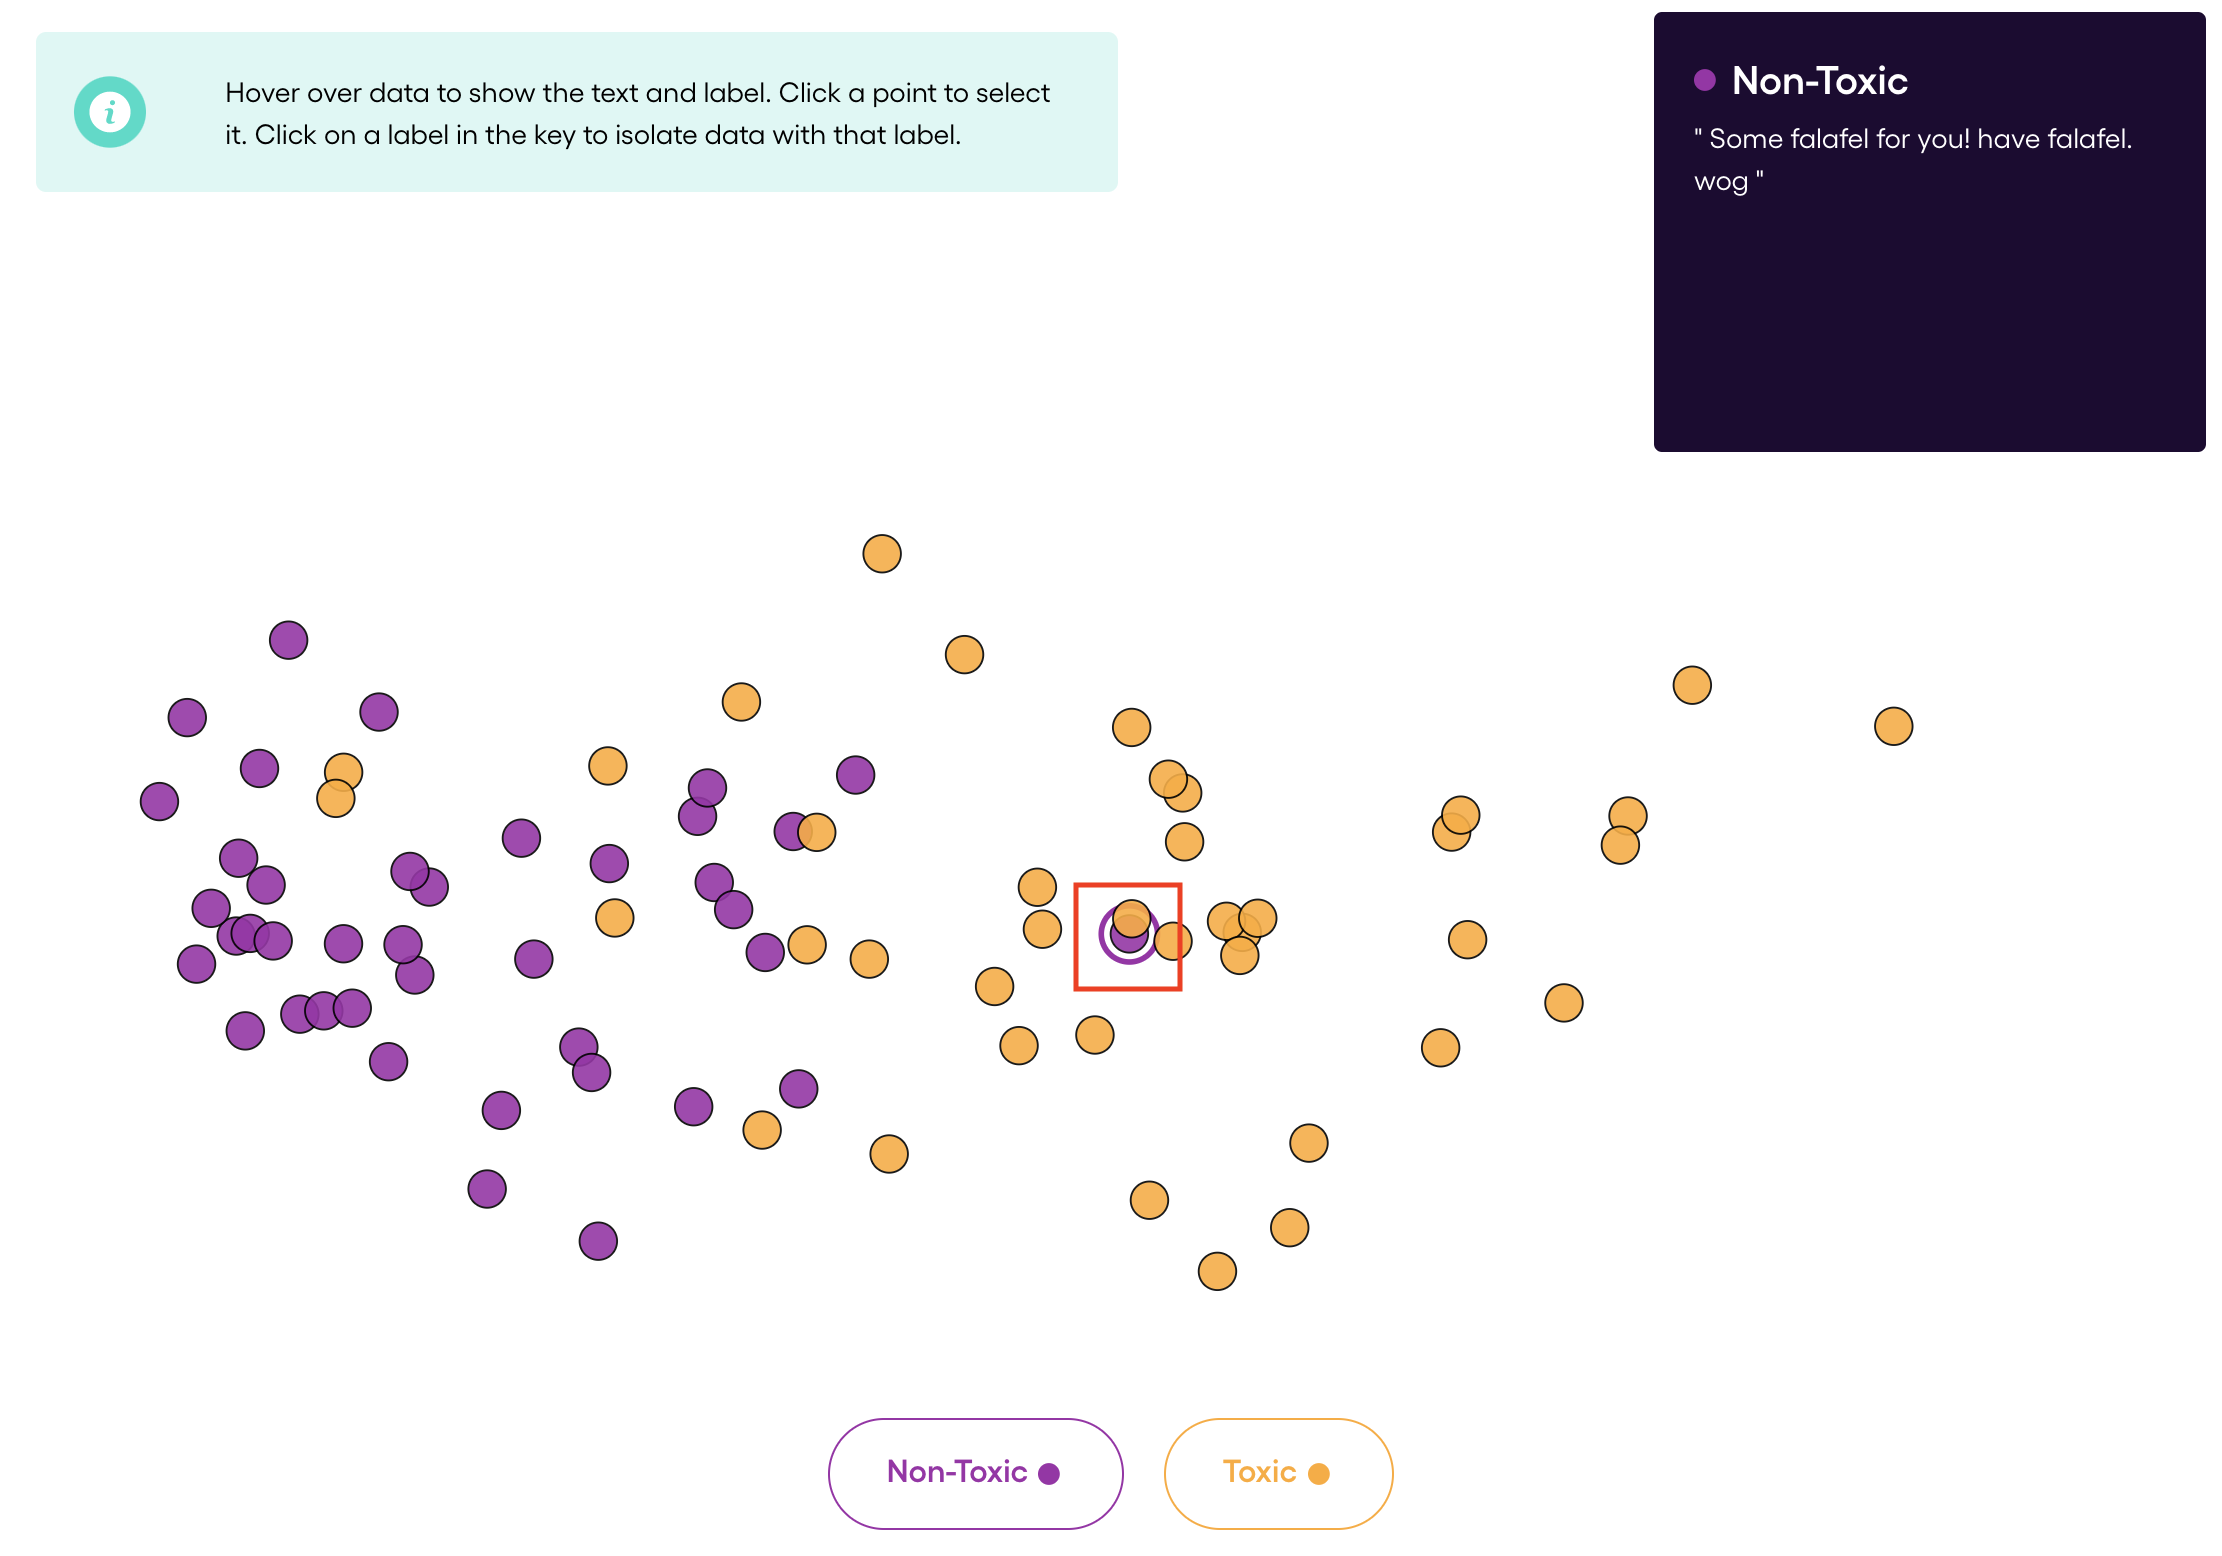 Hover over data to show the text and label. Click a point to select
it. Click on a label in the key to isolate data with that label.
Non-Toxic
" Some falafel for you! have falafel.
wog "
Non-Toxic
Toxic